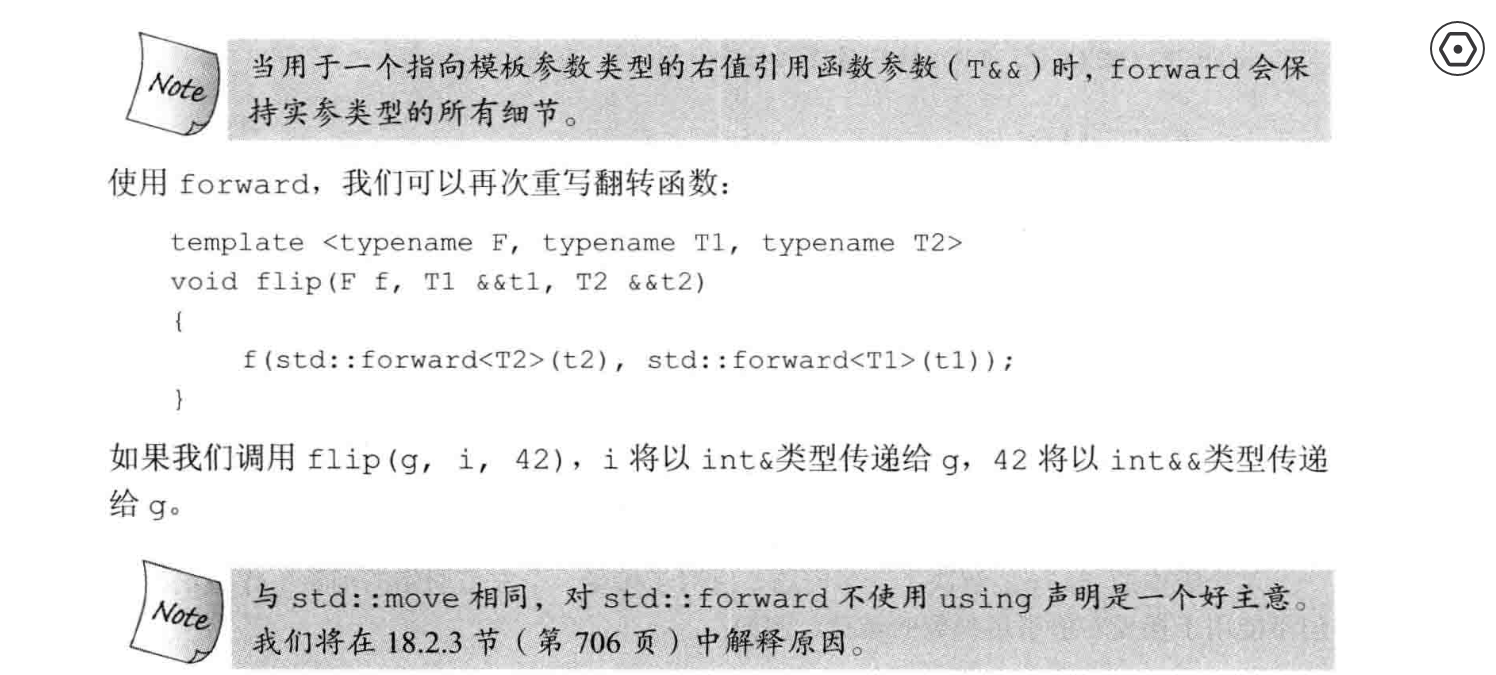 Note
当用于一个指向模板参数类型的右值引用函数参数（T&&）时，forward 会保
持实参类型的所有细节。
使用 forward，我们可以再次重写翻转函数：
template <typename F, typename T1, typename T2>
void flip(F f, T1 &&t1, T2 &&t2)
{
    f(std::forward<T2>(t2), std::forward<T1>(t1));
}
如果我们调用 flip(g, i, 42)，i 将以 int&类型传递给 g，42 将以 int&&类型传递
给 g。
Note
与 std::move 相同，对 std::forward 不使用 using 声明是一个好主意。
我们将在 18.2.3 节（第 706 页）中解释原因。